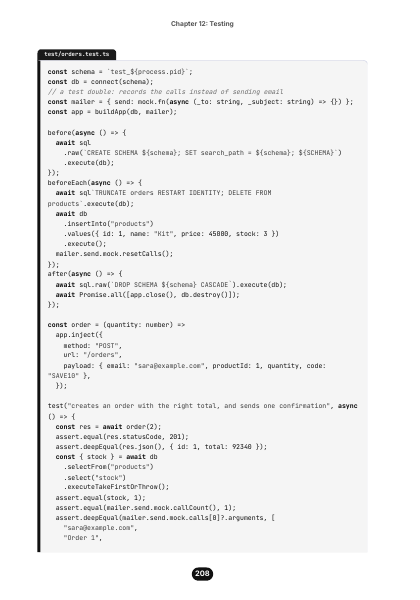 Chapter 12: Testing
test/orders.test.ts
const schema = `test_${process.pid}`;
const db = connect(schema);
// a test double: records the calls instead of sending email
const mailer = { send: mock.fn(async (_to: string, _subject: string) => {}) };
const app = buildApp(db, mailer);
before(async () => {
await sql
.raw(`CREATE SCHEMA ${schema}; SET search_path = ${schema}; ${SCHEMA}`)
.execute(db);
});
beforeEach(async () => {
await sql`TRUNCATE orders RESTART IDENTITY; DELETE FROM
products`.execute(db);
await db
.insertInto("products")
.values({ id: 1, name: "Kit", price: 45000, stock: 3 })
.execute();
mailer.send.mock.resetCalls();
});
after(async () => {
await sql.raw(`DROP SCHEMA ${schema} CASCADE`).execute(db);
await Promise.all([app.close(), db.destroy()]);
});
const order = (quantity: number) =>
app.inject({
method: "POST",
url: "/orders",
payload: { email: "sara@example.com", productId: 1, quantity, code:
"SAVE10" },
});
test("creates an order with the right total, and sends one confirmation", async
() => {
const res = await order(2);
assert.equal(res.statusCode, 201);
assert.deepEqual(res.json(), { id: 1, total: 92340 });
const { stock } = await db
.selectFrom("products")
.select("stock")
.executeTakeFirstOrThrow();
assert.equal(stock, 1);
assert.equal(mailer.send.mock.callCount(), 1);
assert.deepEqual(mailer.send.mock.calls[0]?.arguments, [
"sara@example.com",
"Order 1",
208